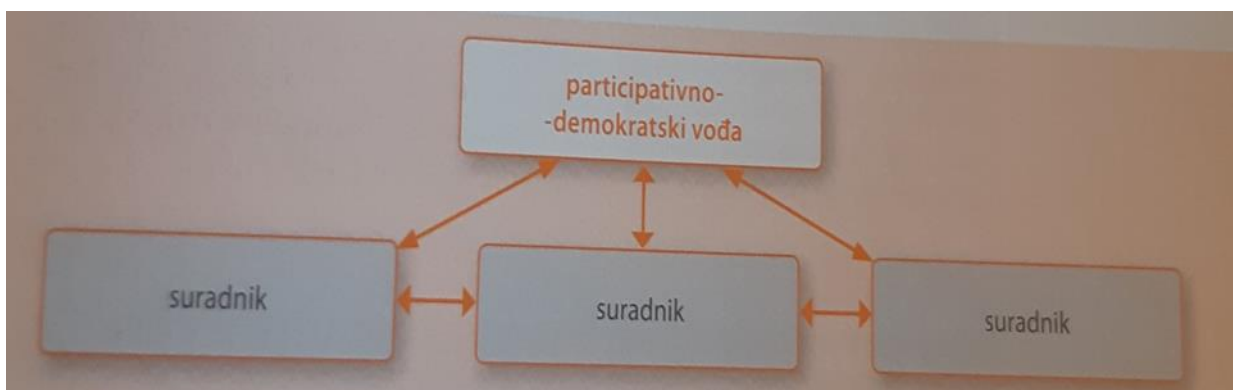 participativno-
-demokratski vođa
suradnik
suradnik
suradnik